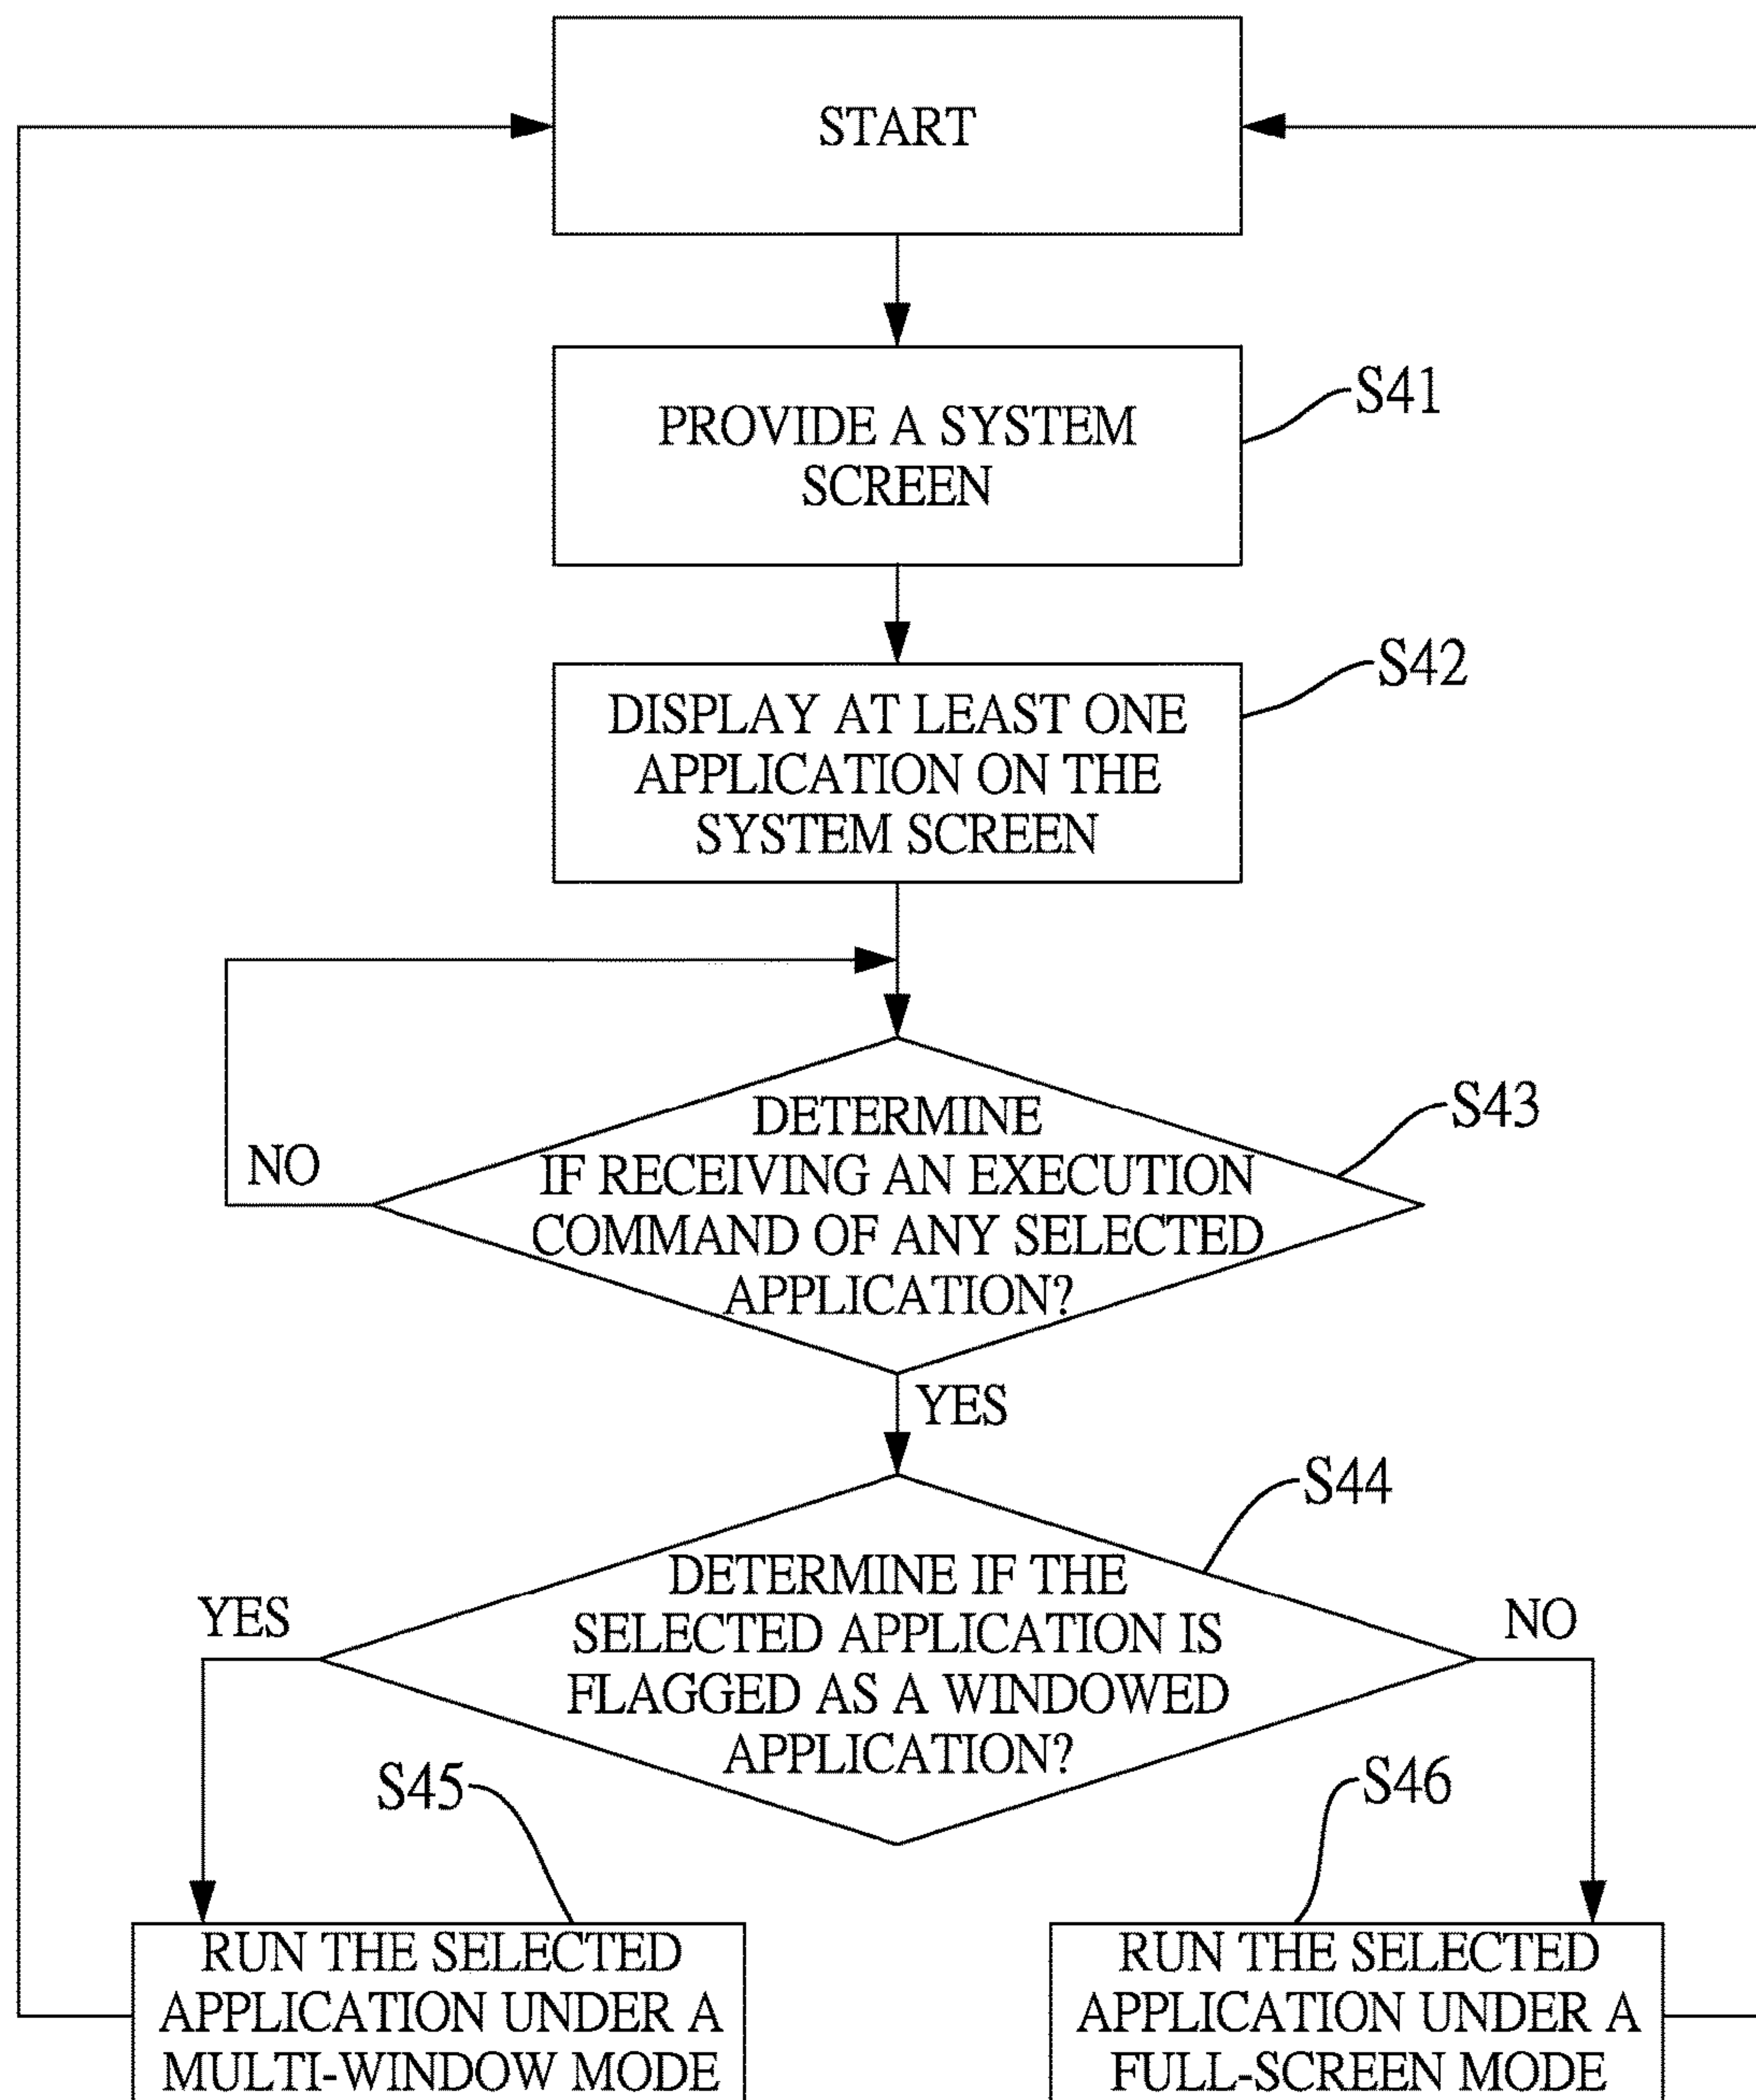 START
PROVIDE A SYSTEM
SCREEN
S41
DISPLAY AT LEAST ONE
APPLICATION ON THE
SYSTEM SCREEN
S42
DETERMINE
IF RECEIVING AN EXECUTION
COMMAND OF ANY SELECTED
APPLICATION?
S43
NO
YES
DETERMINE IF THE
SELECTED APPLICATION IS
FLAGGED AS A WINDOWED
APPLICATION?
S44
YES
NO
S45
S46
RUN THE SELECTED
APPLICATION UNDER A
MULTI-WINDOW MODE
RUN THE SELECTED
APPLICATION UNDER A
FULL-SCREEN MODE